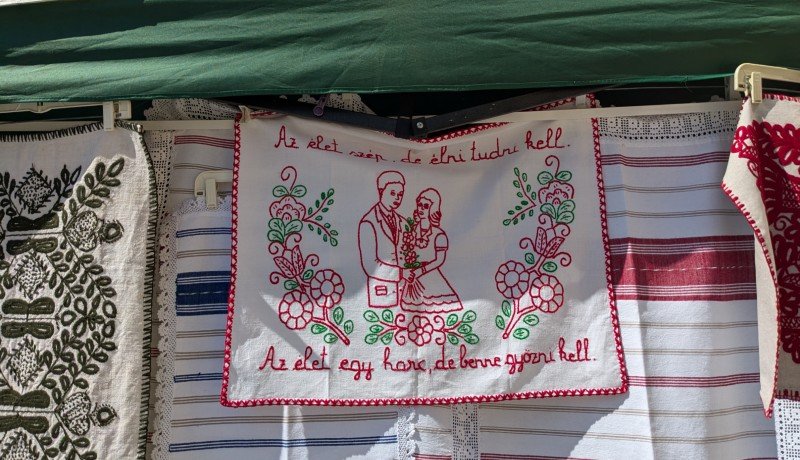 Az élet szép, de élni tudni kell.
Az élet egy harc, de benne győzni kell.